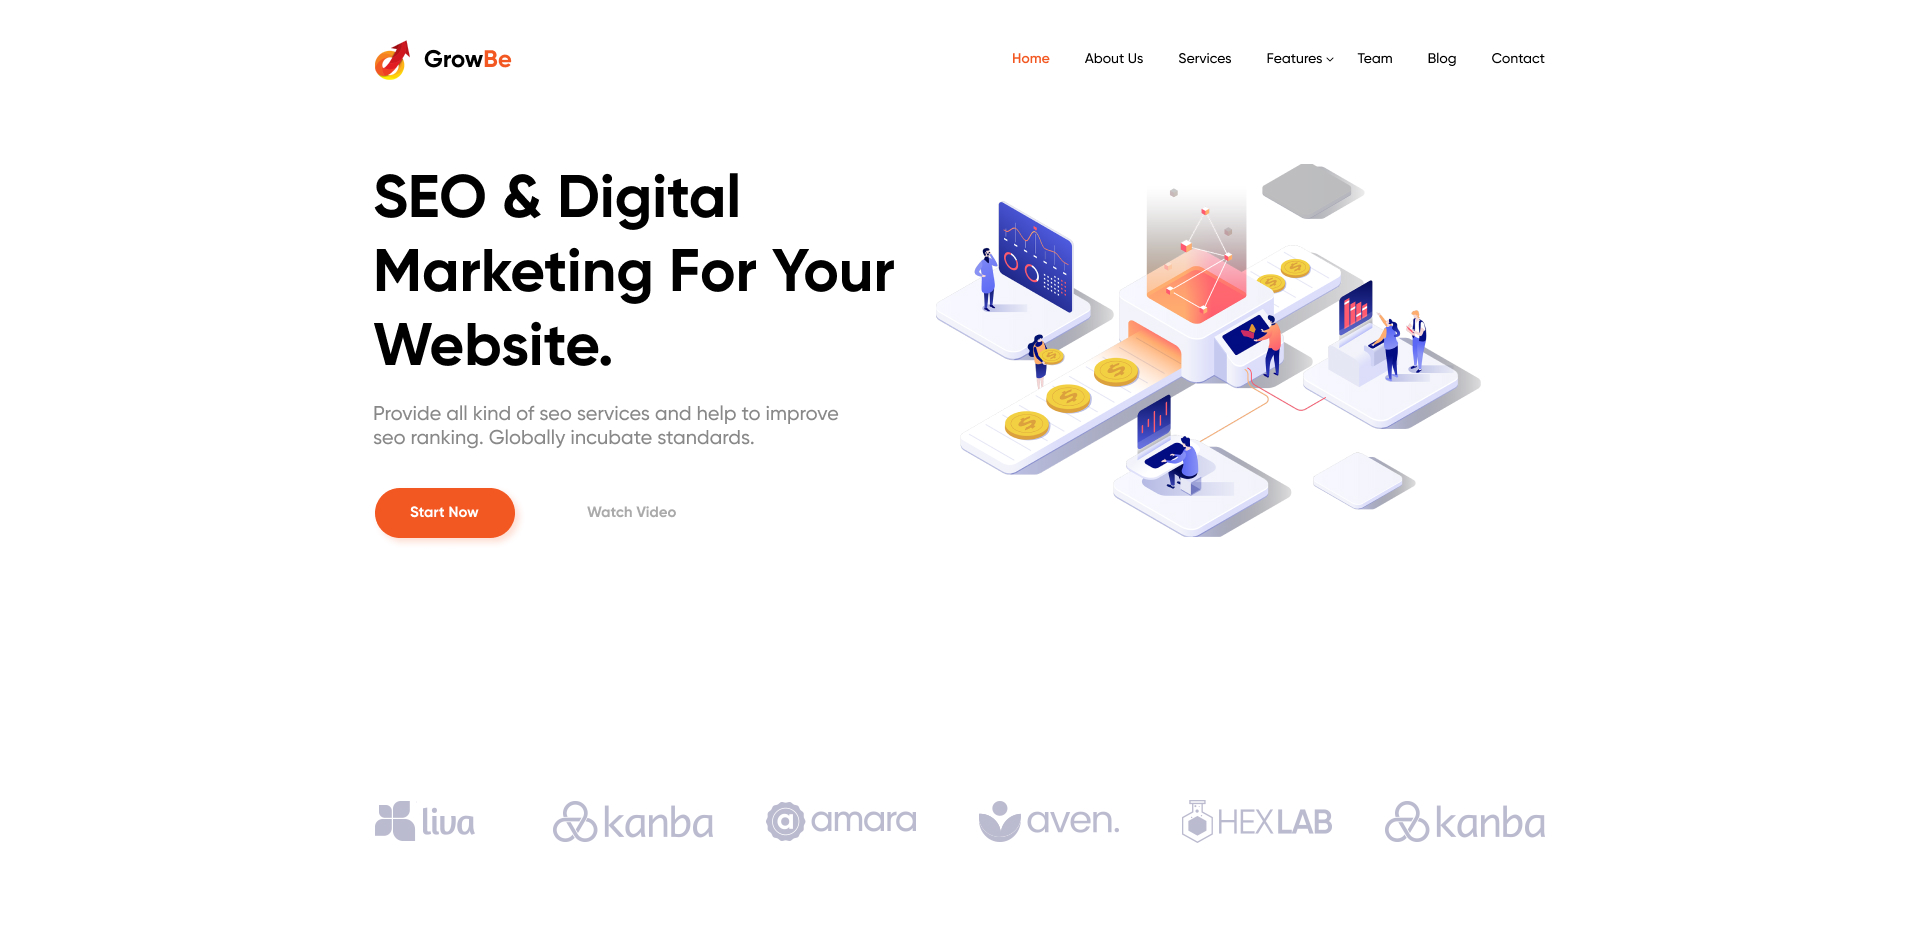 GrowBe
Home About Us Services Features Team Blog Contact
SEO & Digital
Marketing For Your
Website.
Provide all kind of seo services and help to improve
seo ranking. Globally incubate standards.
Start Now Watch Video
liva kanba amara aven. HEXLAB kanba